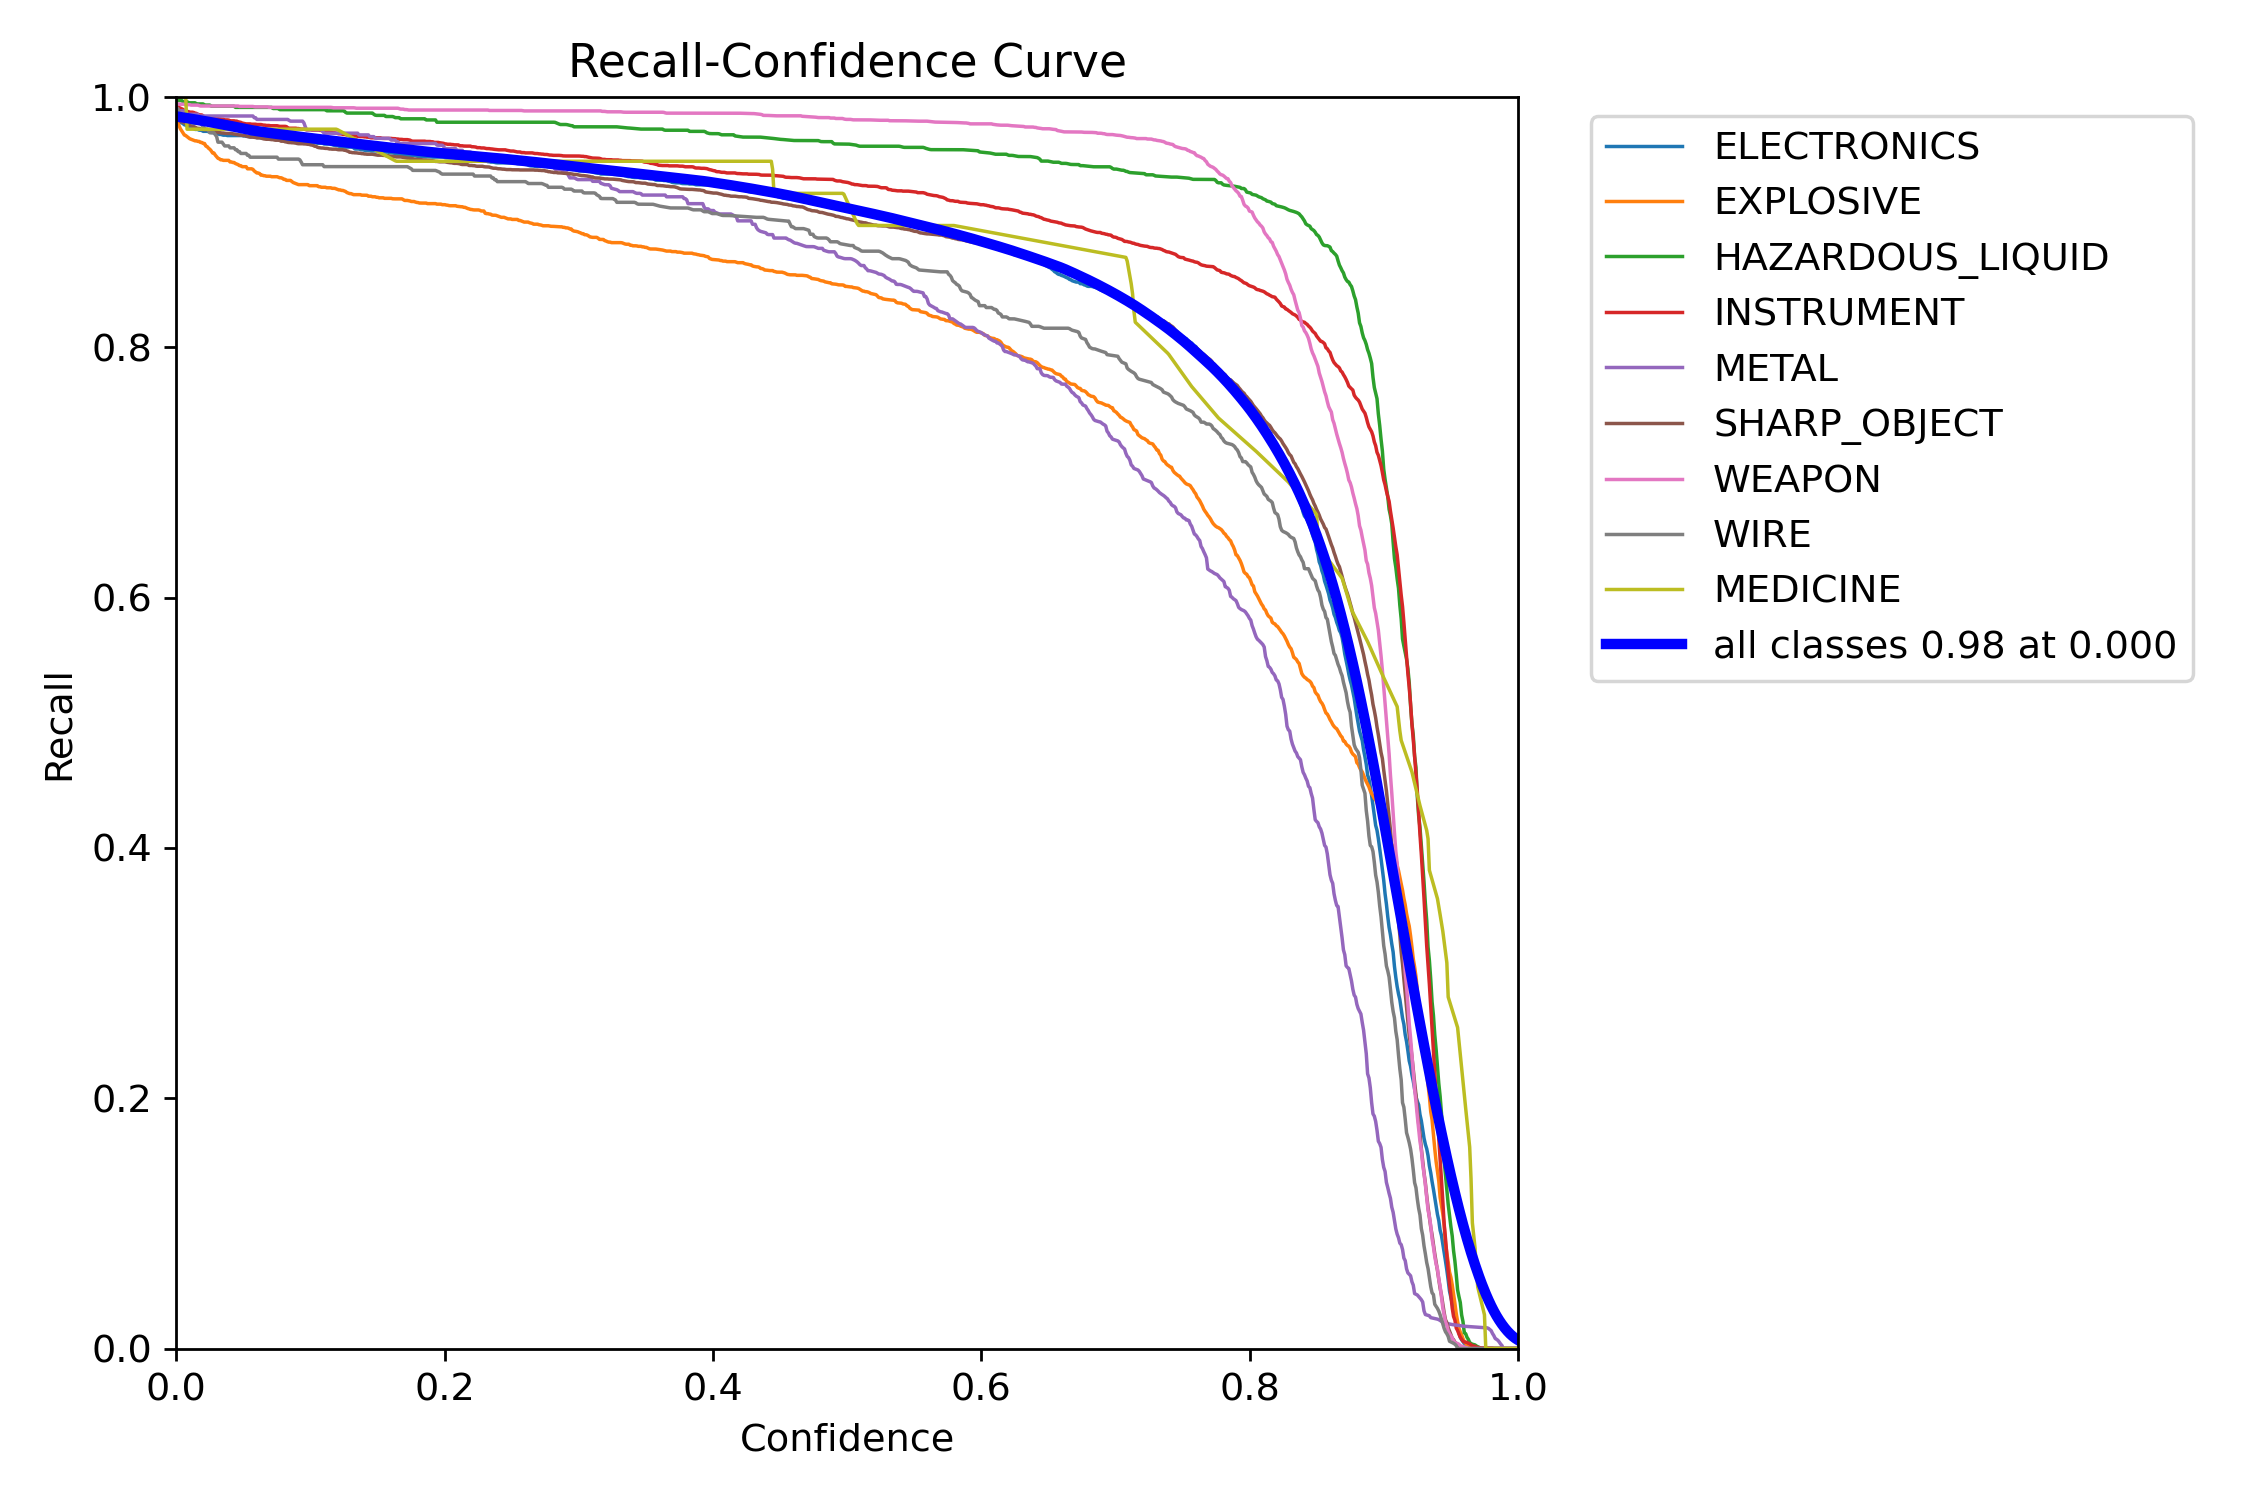 Recall-Confidence Curve
1.0
0.8
0.6
0.4
0.2
0.0
Recall
0.0 0.2 0.4 0.6 0.8 1.0
Confidence
ELECTRONICS
EXPLOSIVE
HAZARDOUS_LIQUID
INSTRUMENT
METAL
SHARP_OBJECT
WEAPON
WIRE
MEDICINE
all classes 0.98 at 0.000